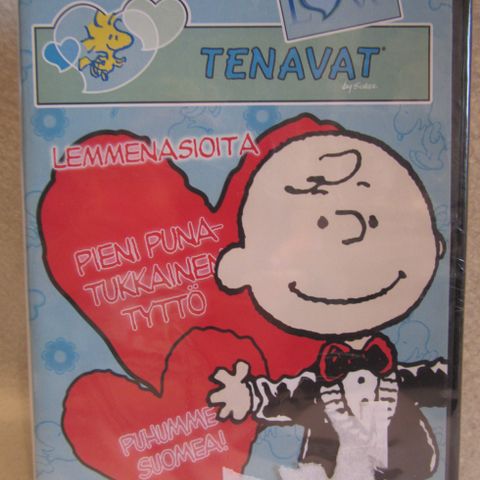 TENAVAT
by Schulz
LEMMENASIOITA
PIENI PUNA-
TUKKAINEN
TYTTÖ
PUHUMME
SUOMEA!